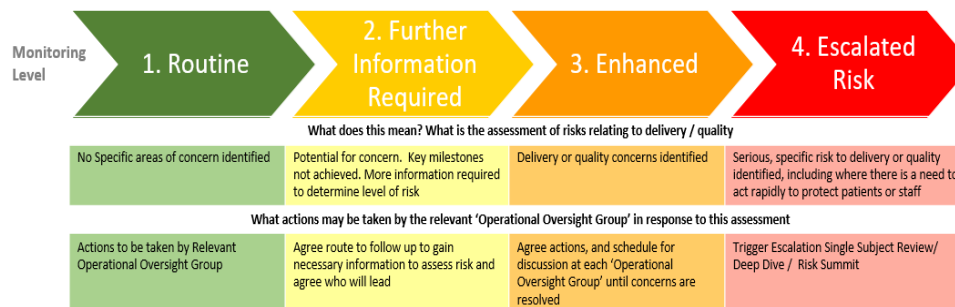 Monitoring
Level
1. Routine
2. Further
Information
Required
3. Enhanced
4. Escalated
Risk
What does this mean? What is the assessment of risks relating to delivery / quality
No Specific areas of concern identified
Potential for concern. Key milestones
not achieved. More information required
to determine level of risk
Delivery or quality concerns identified
Serious, specific risk to delivery or quality
identified, including where there is a need to
act rapidly to protect patients or staff
What actions may be taken by the relevant 'Operational Oversight Group' in response to this assessment
Actions to be taken by Relevant
Operational Oversight Group
Agree route to follow up to gain
necessary information to assess risk and
agree who will lead
Agree actions, and schedule for
discussion at each 'Operational
Oversight Group' until concerns are
resolved
Trigger Escalation Single Subject Review/
Deep Dive / Risk Summit